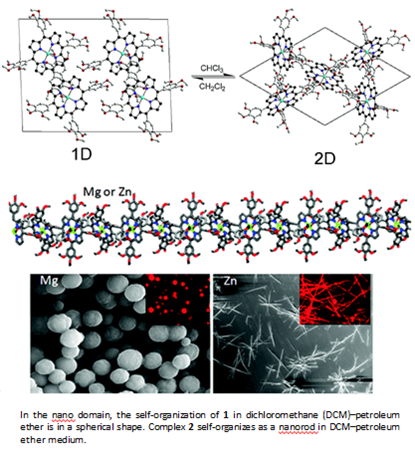 CHCl₃
CH₂Cl₂
1D
2D
Mg or Zn
Mg
Zn
In the nano domain, the self-organization of 1 in dichloromethane (DCM)–petroleum
ether is in a spherical shape. Complex 2 self-organizes as a nanorod in DCM–petroleum
ether medium.